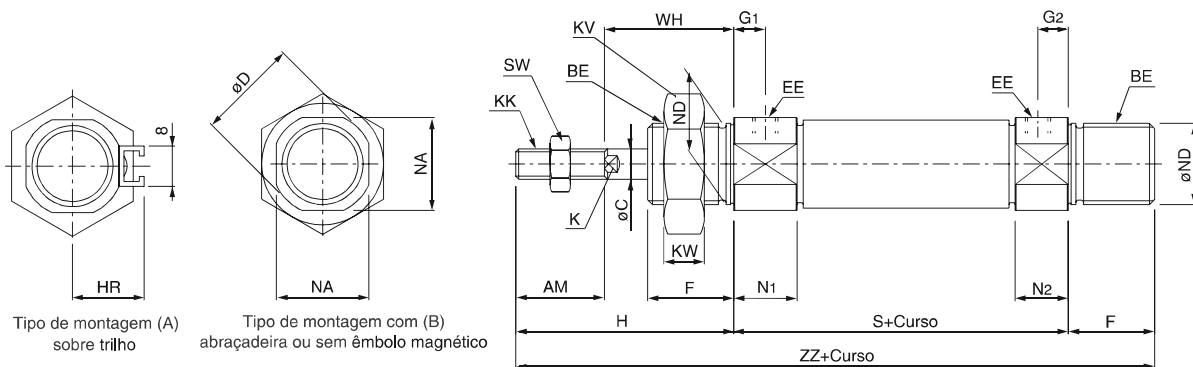 øD
8
HR
Tipo de montagem (A)
sobre trilho
NA
NA
Tipo de montagem com (B)
abraçadeira ou sem êmbolo magnético
WH
G1
G2
KV
SW
BE
KK
ND
EE
EE
BE
øND
K
øC
KW
AM
F
N1
N2
H
S+Curso
F
ZZ+Curso